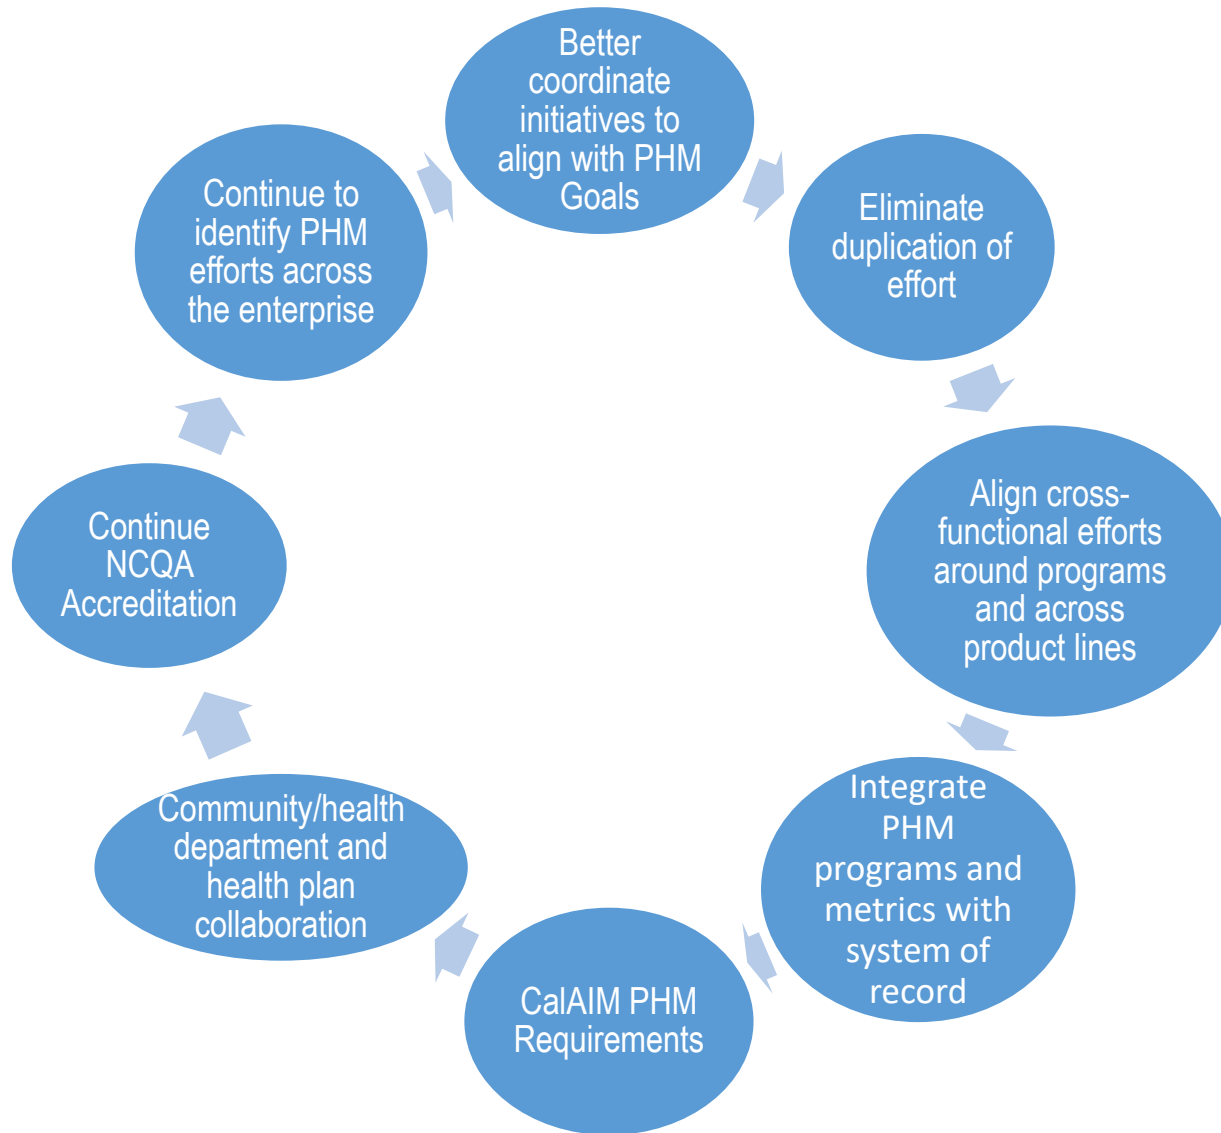 Better
coordinate
initiatives to
align with PHM
Goals
Eliminate
duplication of
effort
Align cross-
functional efforts
around programs
and across
product lines
Integrate
PHM
programs and
metrics with
system of
record
CalAIM PHM
Requirements
Community/health
department and
health plan
collaboration
Continue
NCQA
Accreditation
Continue to
identify PHM
efforts across
the enterprise